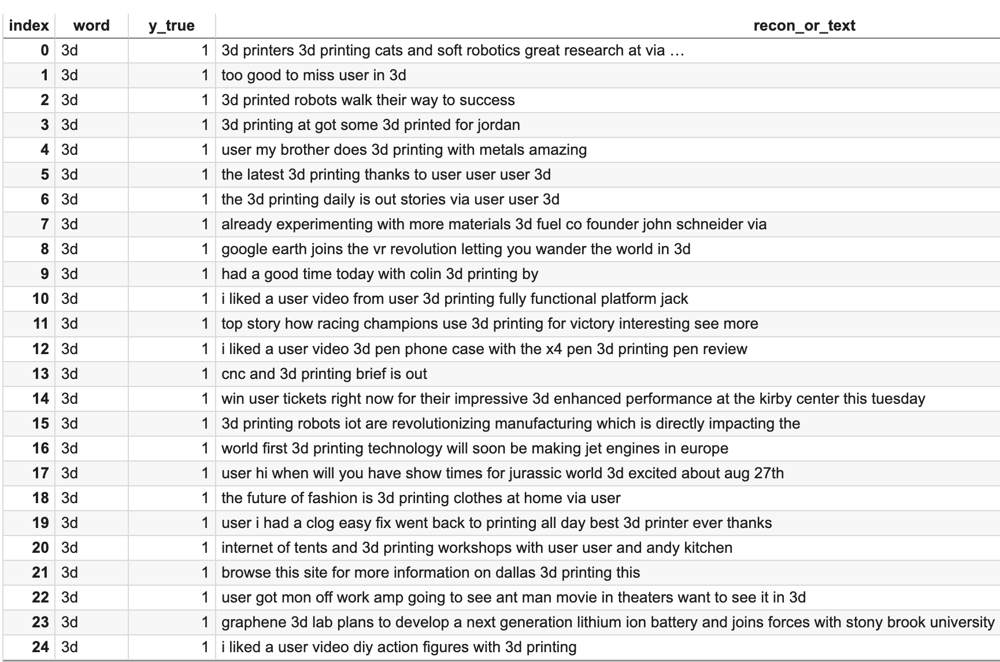 index word y_true recon_or_text
0 3d 1 3d printers 3d printing cats and soft robotics great research at via …
1 3d 1 too good to miss user in 3d
2 3d 1 3d printed robots walk their way to success
3 3d 1 3d printing at got some 3d printed for jordan
4 3d 1 user my brother does 3d printing with metals amazing
5 3d 1 the latest 3d printing thanks to user user user 3d
6 3d 1 the 3d printing daily is out stories via user user 3d
7 3d 1 already experimenting with more materials 3d fuel co founder john schneider via
8 3d 1 google earth joins the vr revolution letting you wander the world in 3d
9 3d 1 had a good time today with colin 3d printing by
10 3d 1 i liked a user video from user 3d printing fully functional platform jack
11 3d 1 top story how racing champions use 3d printing for victory interesting see more
12 3d 1 i liked a user video 3d pen phone case with the x4 pen 3d printing pen review
13 3d 1 cnc and 3d printing brief is out
14 3d 1 win user tickets right now for their impressive 3d enhanced performance at the kirby center this tuesday
15 3d 1 3d printing robots iot are revolutionizing manufacturing which is directly impacting the
16 3d 1 world first 3d printing technology will soon be making jet engines in europe
17 3d 1 user hi when will you have show times for jurassic world 3d excited about aug 27th
18 3d 1 the future of fashion is 3d printing clothes at home via user
19 3d 1 user i had a clog easy fix went back to printing all day best 3d printer ever thanks
20 3d 1 internet of tents and 3d printing workshops with user user and andy kitchen
21 3d 1 browse this site for more information on dallas 3d printing this
22 3d 1 user got mon off work amp going to see ant man movie in theaters want to see it in 3d
23 3d 1 graphene 3d lab plans to develop a next generation lithium ion battery and joins forces with stony brook university
24 3d 1 i liked a user video diy action figures with 3d printing